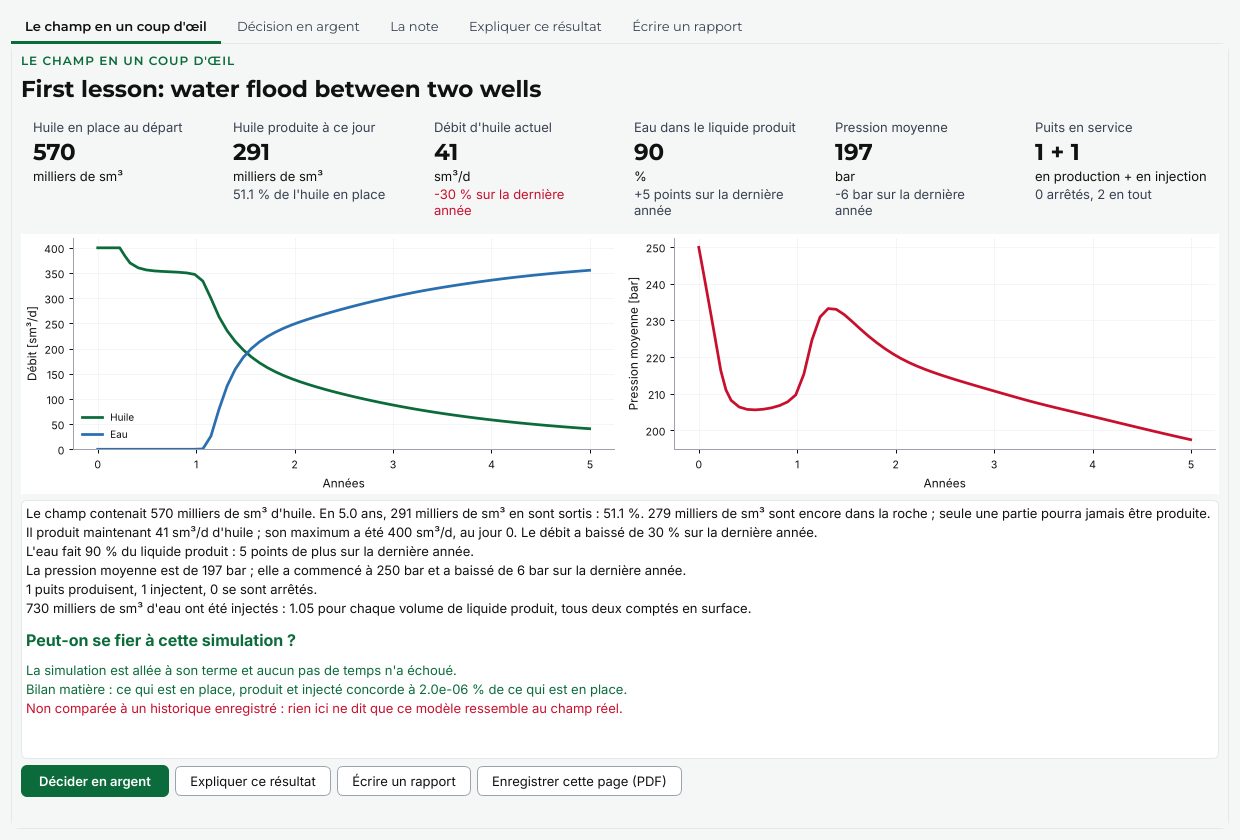 Le champ en un coup d'œil
Décision en argent
La note
Expliquer ce résultat
Écrire un rapport
LE CHAMP EN UN COUP D'ŒIL
First lesson: water flood between two wells
Huile en place au départ
570
milliers de sm³
Huile produite à ce jour
291
milliers de sm³
51.1 % de l'huile en place
Débit d'huile actuel
41
sm³/d
-30 % sur la dernière
année
Eau dans le liquide produit
90
%
+5 points sur la dernière
année
Pression moyenne
197
bar
-6 bar sur la dernière
année
Puits en service
1 + 1
en production + en injection
0 arrêtés, 2 en tout
Débit [sm³/d]
400
350
300
250
200
150
100
50
0
Huile
Eau
0
1
2
3
4
5
Années
Pression moyenne [bar]
250
240
230
220
210
200
0
1
2
3
4
5
Années
Le champ contenait 570 milliers de sm³ d'huile. En 5.0 ans, 291 milliers de sm³ en sont sortis : 51.1 %. 279 milliers de sm³ sont encore dans la roche ; seule une partie pourra jamais être produite.
Il produit maintenant 41 sm³/d d'huile ; son maximum a été 400 sm³/d, au jour 0. Le débit a baissé de 30 % sur la dernière année.
L'eau fait 90 % du liquide produit : 5 points de plus sur la dernière année.
La pression moyenne est de 197 bar ; elle a commencé à 250 bar et a baissé de 6 bar sur la dernière année.
1 puits produisent, 1 injectent, 0 se sont arrêtés.
730 milliers de sm³ d'eau ont été injectés : 1.05 pour chaque volume de liquide produit, tous deux comptés en surface.
Peut-on se fier à cette simulation ?
La simulation est allée à son terme et aucun pas de temps n'a échoué.
Bilan matière : ce qui est en place, produit et injecté concorde à 2.0e-06 % de ce qui est en place.
Non comparée à un historique enregistré : rien ici ne dit que ce modèle ressemble au champ réel.
Décider en argent
Expliquer ce résultat
Écrire un rapport
Enregistrer cette page (PDF)